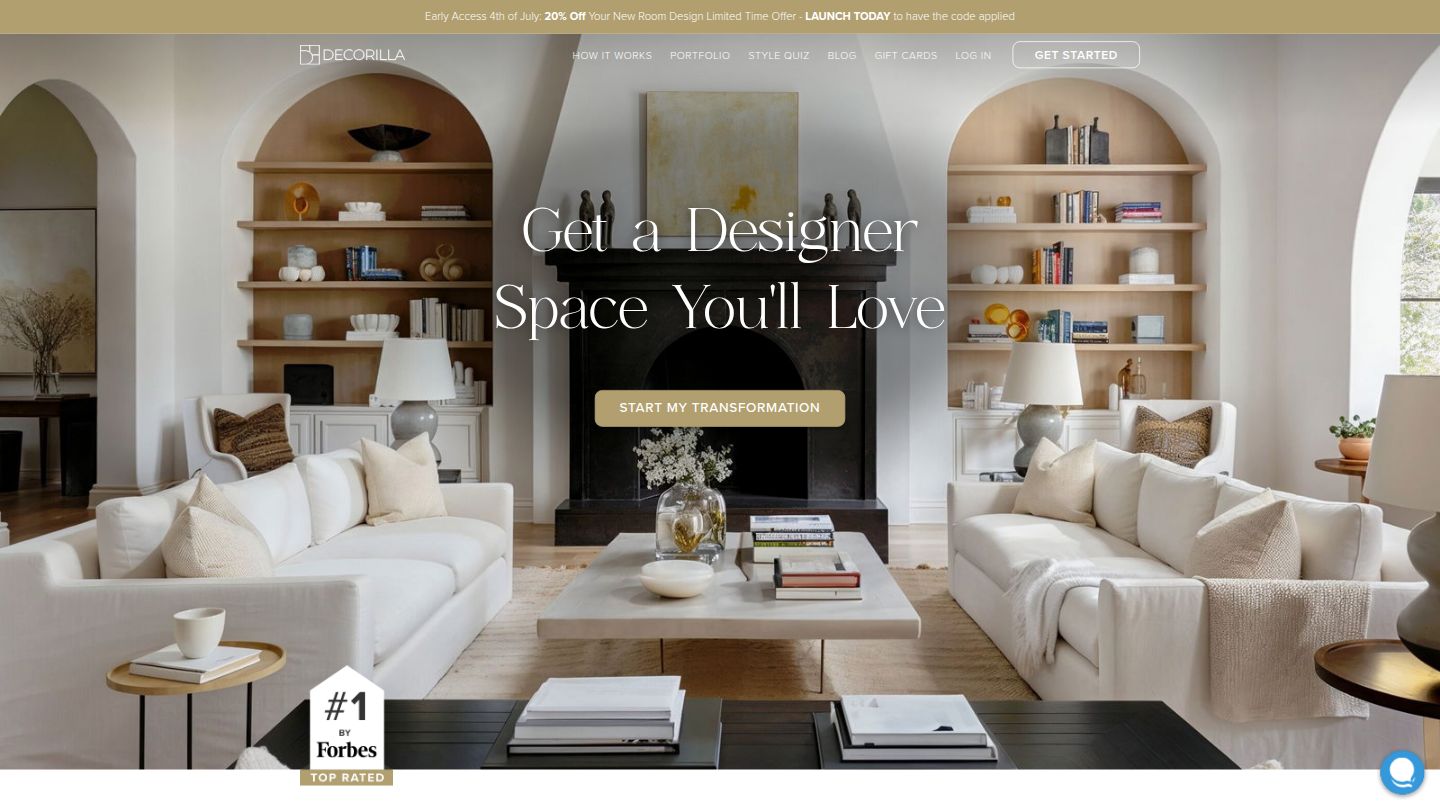 Early Access 4th of July: 20% Off Your New Room Design Limited Time Offer - LAUNCH TODAY to have the code applied
DECORILLA
HOW IT WORKS PORTFOLIO STYLE QUIZ BLOG GIFT CARDS LOG IN GET STARTED
Get a Designer
Space You'll Love
START MY TRANSFORMATION
#1
BY
Forbes
TOP RATED